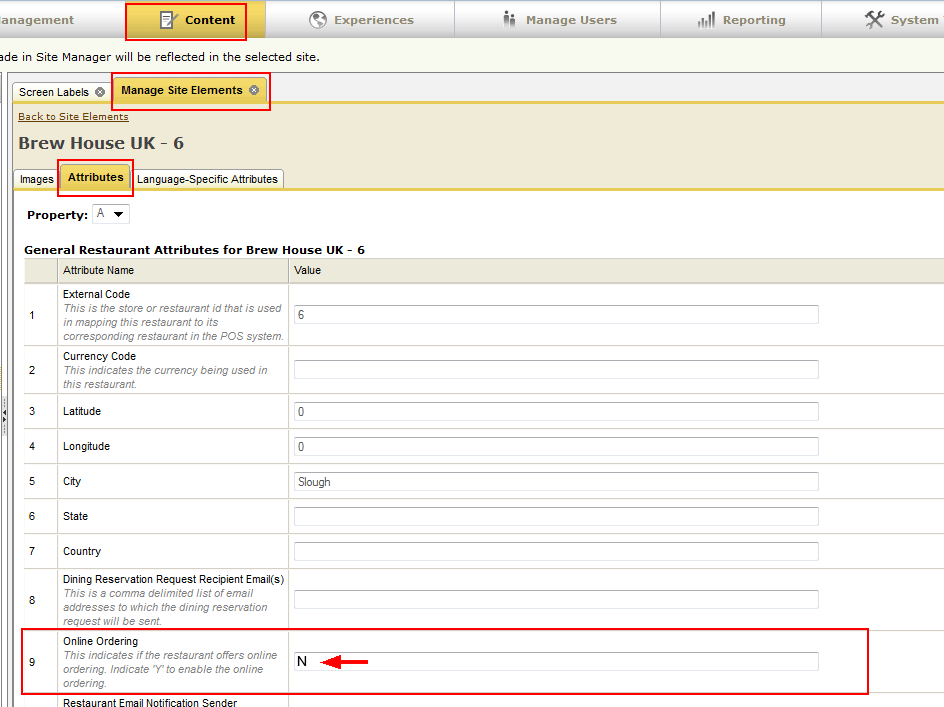 anagement Content Experiences Manage Users Reporting System
ade in Site Manager will be reflected in the selected site.
Screen Labels Manage Site Elements
Back to Site Elements
Brew House UK - 6
Images Attributes Language-Specific Attributes
Property: A
General Restaurant Attributes for Brew House UK - 6
Attribute Name Value
External Code
1 This is the store or restaurant id that is used 6
in mapping this restaurant to its
corresponding restaurant in the POS system.
Currency Code
2 This indicates the currency being used in
this restaurant.
3 Latitude 0
4 Longitude 0
5 City Slough
6 State
7 Country
Dining Reservation Request Recipient Email(s)
8 This is a comma delimited list of email
addresses to which the dining reservation
request will be sent.
Online Ordering
9 This indicates if the restaurant offers online N
ordering. Indicate 'Y' to enable the online
ordering.
Restaurant Email Notification Sender